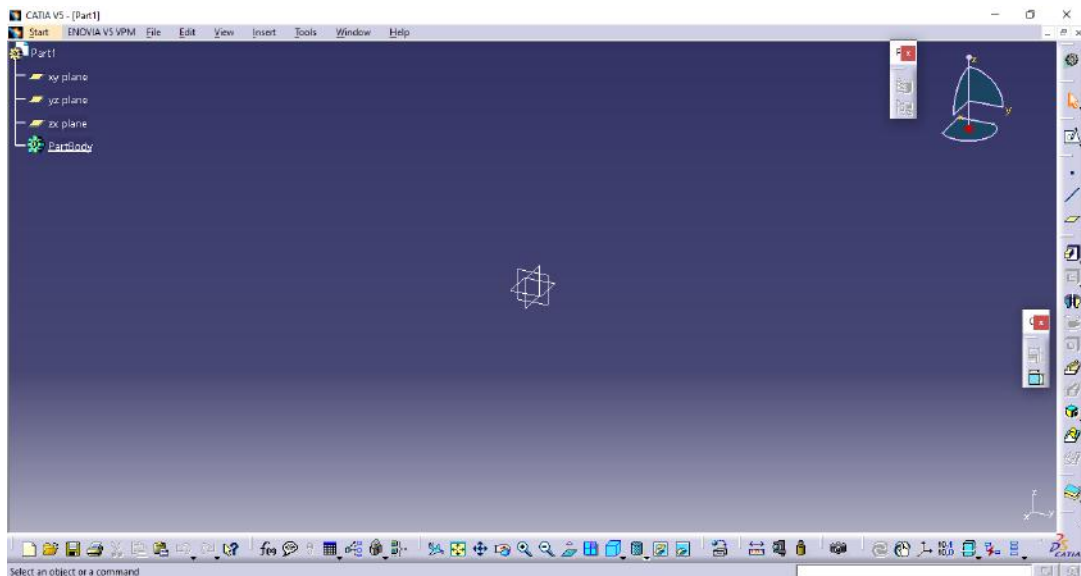 CATIA V5 - [Part1]
Start ENOVIA V5 VPM File Edit View Insert Tools Window Help
Part1
xy plane
yz plane
zx plane
PartBody
z
y
z
x
y
f(x)
CATIA
Select an object or a command